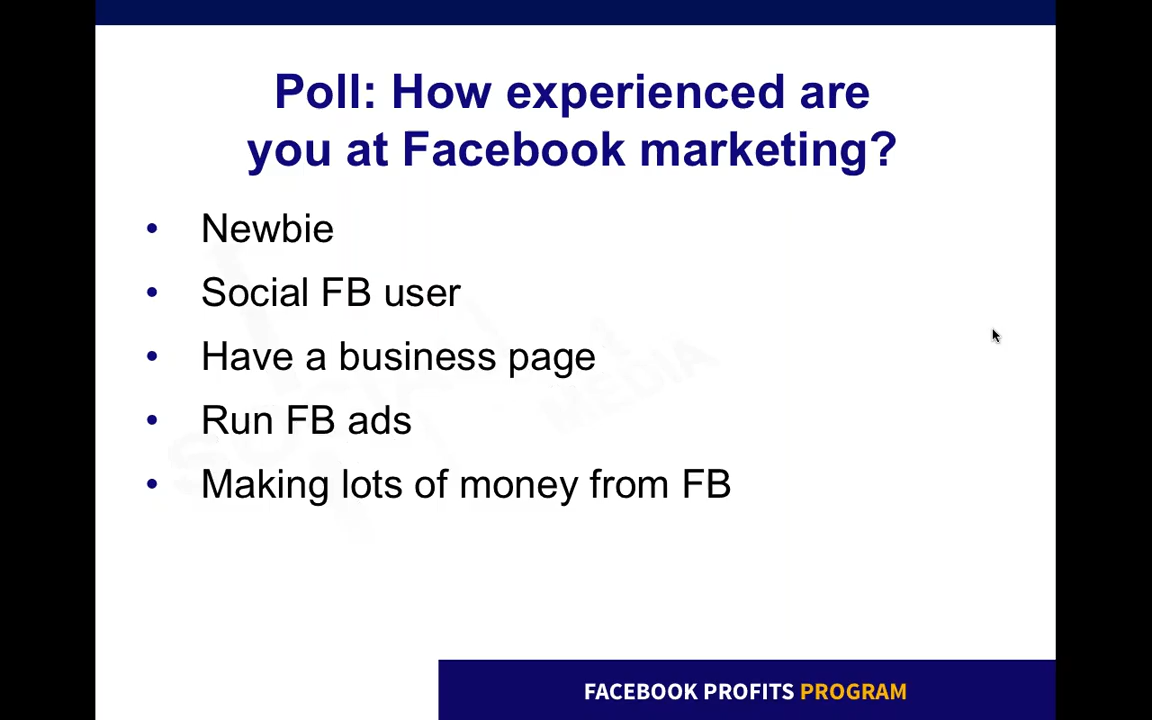 Poll: How experienced are
you at Facebook marketing?
• Newbie
• Social FB user
• Have a business page
• Run FB ads
• Making lots of money from FB
MEDIA
FACEBOOK PROFITS PROGRAM